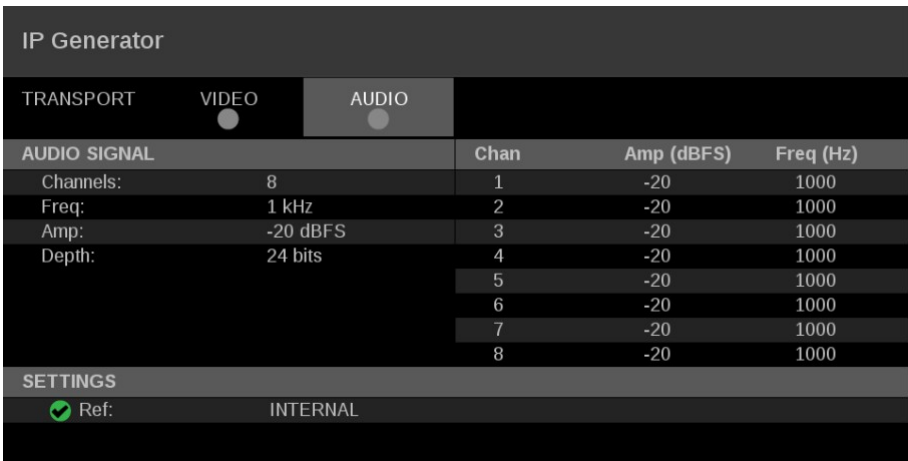 IP Generator
TRANSPORT VIDEO AUDIO
AUDIO SIGNAL Chan Amp (dBFS) Freq (Hz)
Channels: 8 1 -20 1000
Freq: 1 kHz 2 -20 1000
Amp: -20 dBFS 3 -20 1000
Depth: 24 bits 4 -20 1000
5 -20 1000
6 -20 1000
7 -20 1000
8 -20 1000
SETTINGS
Ref: INTERNAL